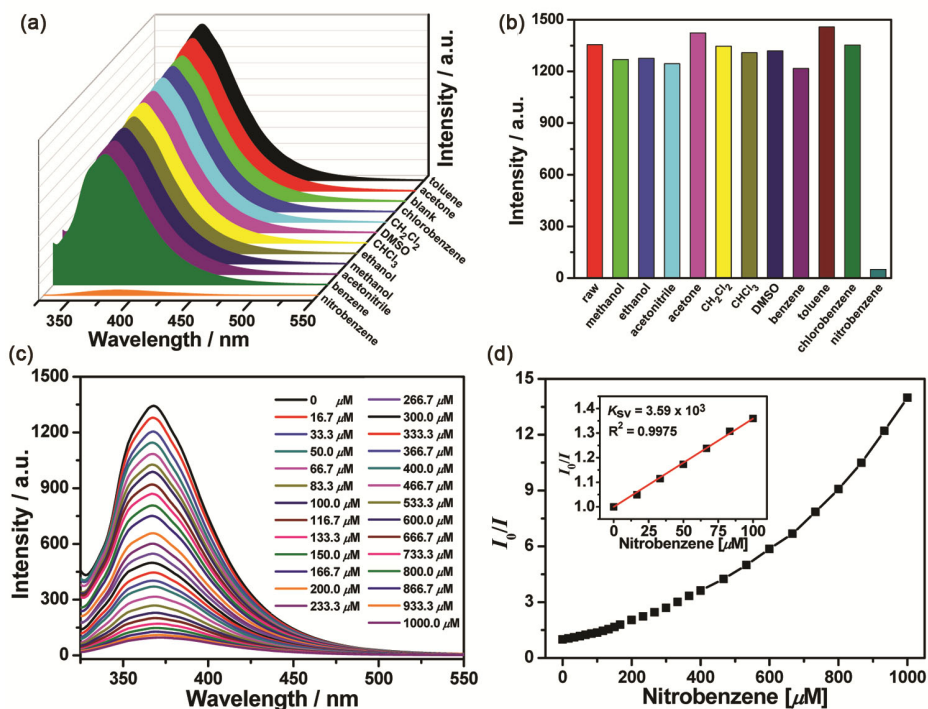 (a)
Intensity / a.u.
toluene
acetone
blank
chlorobenzene
CH2Cl2
DMSO
CHCl3
ethanol
methanol
acetonitrile
benzene
nitrobenzene
350 400 450 500 550
Wavelength / nm
(b)
1500
1200
900
600
300
0
Intensity / a.u.
raw
methanol
ethanol
acetonitrile
acetone
CH2Cl2
CHCl3
DMSO
benzene
toluene
chlorobenzene
nitrobenzene
(c)
1500
1200
900
600
300
0
Intensity / a.u.
0 μM
16.7 μM
33.3 μM
50.0 μM
66.7 μM
83.3 μM
100.0 μM
116.7 μM
133.3 μM
150.0 μM
166.7 μM
200.0 μM
233.3 μM
266.7 μM
300.0 μM
333.3 μM
366.7 μM
400.0 μM
466.7 μM
533.3 μM
600.0 μM
666.7 μM
733.3 μM
800.0 μM
866.7 μM
933.3 μM
1000.0 μM
350 400 450 500 550
Wavelength / nm
(d)
15
12
9
6
3
0
I0/I
KSV = 3.59 x 10³
R² = 0.9975
1.4
1.3
1.2
1.1
1.0
I0/I
0 25 50 75 100
Nitrobenzene [μM]
0 200 400 600 800 1000
Nitrobenzene [μM]